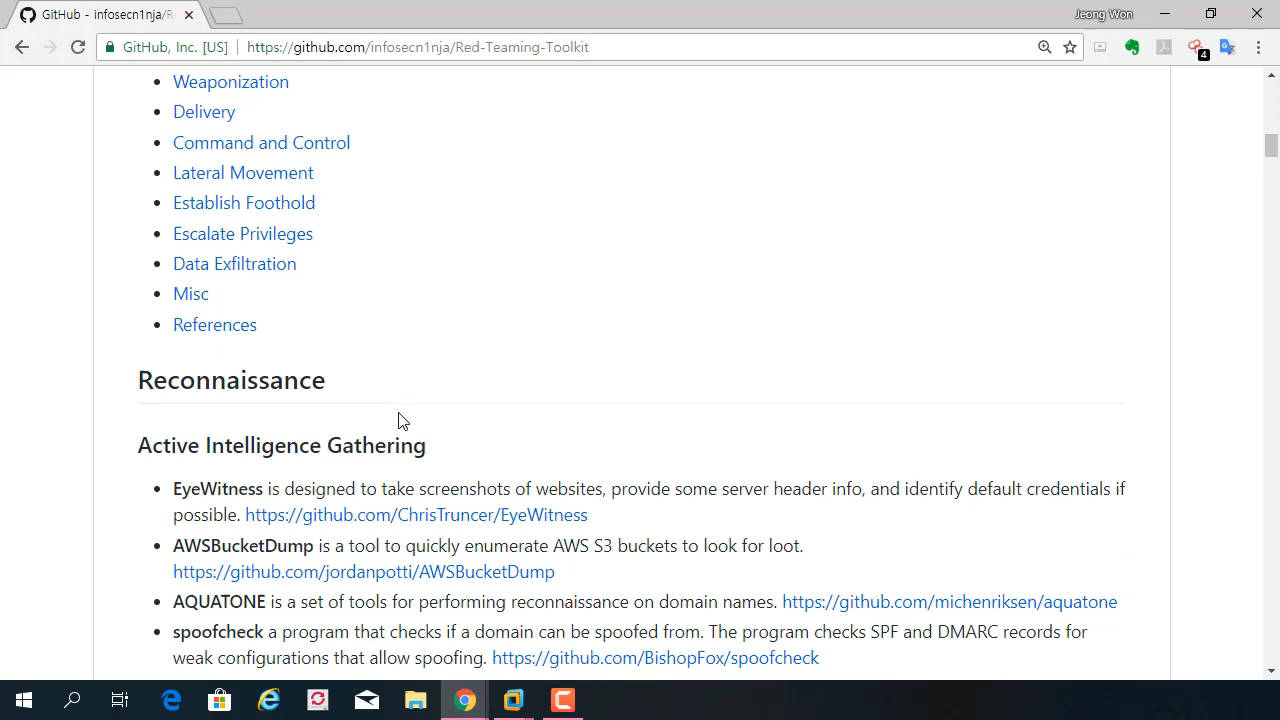 GitHub - infosecn1nja/R
Jeong Won
GitHub, Inc. [US]
https://github.com/infosecn1nja/Red-Teaming-Toolkit
4
Weaponization
Delivery
Command and Control
Lateral Movement
Establish Foothold
Escalate Privileges
Data Exfiltration
Misc
References
Reconnaissance
Active Intelligence Gathering
EyeWitness is designed to take screenshots of websites, provide some server header info, and identify default credentials if
possible. https://github.com/ChrisTruncer/EyeWitness
AWSBucketDump is a tool to quickly enumerate AWS S3 buckets to look for loot.
https://github.com/jordanpotti/AWSBucketDump
AQUATONE is a set of tools for performing reconnaissance on domain names. https://github.com/michenriksen/aquatone
spoofcheck a program that checks if a domain can be spoofed from. The program checks SPF and DMARC records for
weak configurations that allow spoofing. https://github.com/BishopFox/spoofcheck